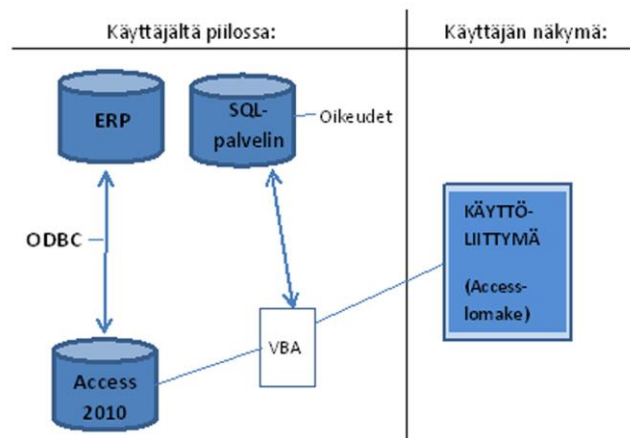 Käyttäjältä piilossa:
Käyttäjän näkymä:
ERP
SQL-
palvelin
Oikeudet
ODBC
KÄYTTÖ-
LIITTYMÄ
(Access-
lomake)
VBA
Access
2010